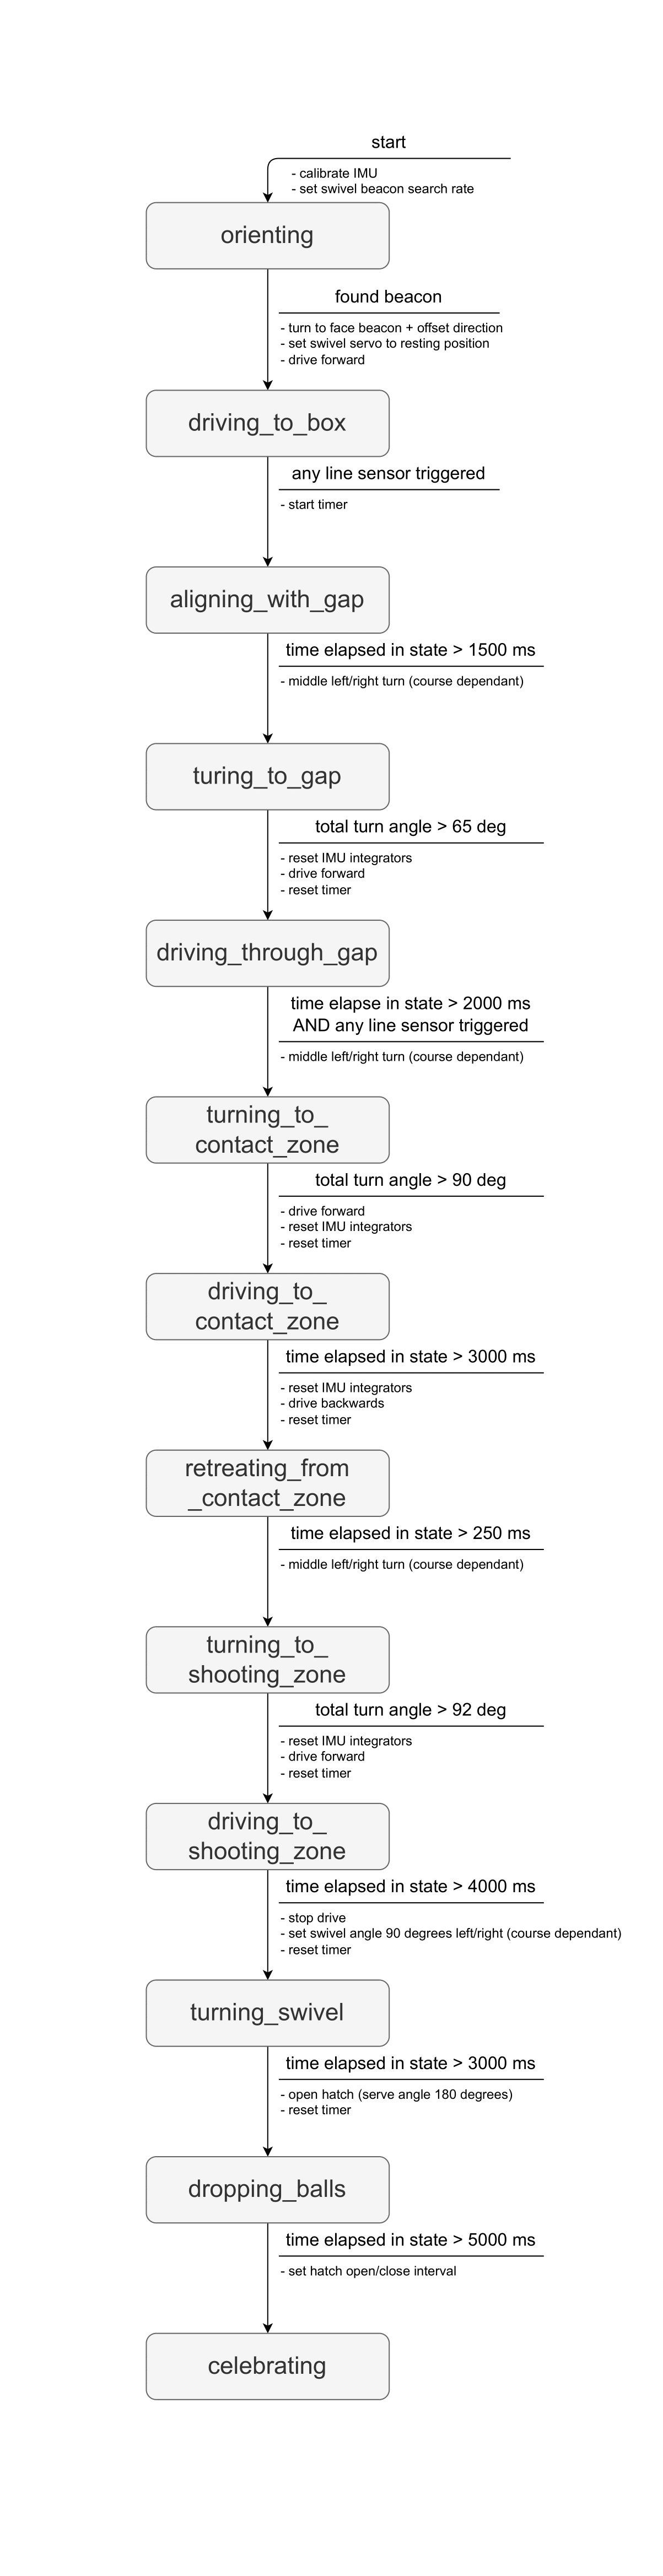 start
- calibrate IMU
- set swivel beacon search rate
orienting
found beacon
- turn to face beacon + offset direction
- set swivel servo to resting position
- drive forward
driving_to_box
any line sensor triggered
- start timer
aligning_with_gap
time elapsed in state > 1500 ms
- middle left/right turn (course dependant)
turing_to_gap
total turn angle > 65 deg
- reset IMU integrators
- drive forward
- reset timer
driving_through_gap
time elapse in state > 2000 ms
AND any line sensor triggered
- middle left/right turn (course dependant)
turning_to_
contact_zone
total turn angle > 90 deg
- drive forward
- reset IMU integrators
- reset timer
driving_to_
contact_zone
time elapsed in state > 3000 ms
- reset IMU integrators
- drive backwards
- reset timer
retreating_from
_contact_zone
time elapsed in state > 250 ms
- middle left/right turn (course dependant)
turning_to_
shooting_zone
total turn angle > 92 deg
- reset IMU integrators
- drive forward
- reset timer
driving_to_
shooting_zone
time elapsed in state > 4000 ms
- stop drive
- set swivel angle 90 degrees left/right (course dependant)
- reset timer
turning_swivel
time elapsed in state > 3000 ms
- open hatch (serve angle 180 degrees)
- reset timer
dropping_balls
time elapsed in state > 5000 ms
- set hatch open/close interval
celebrating